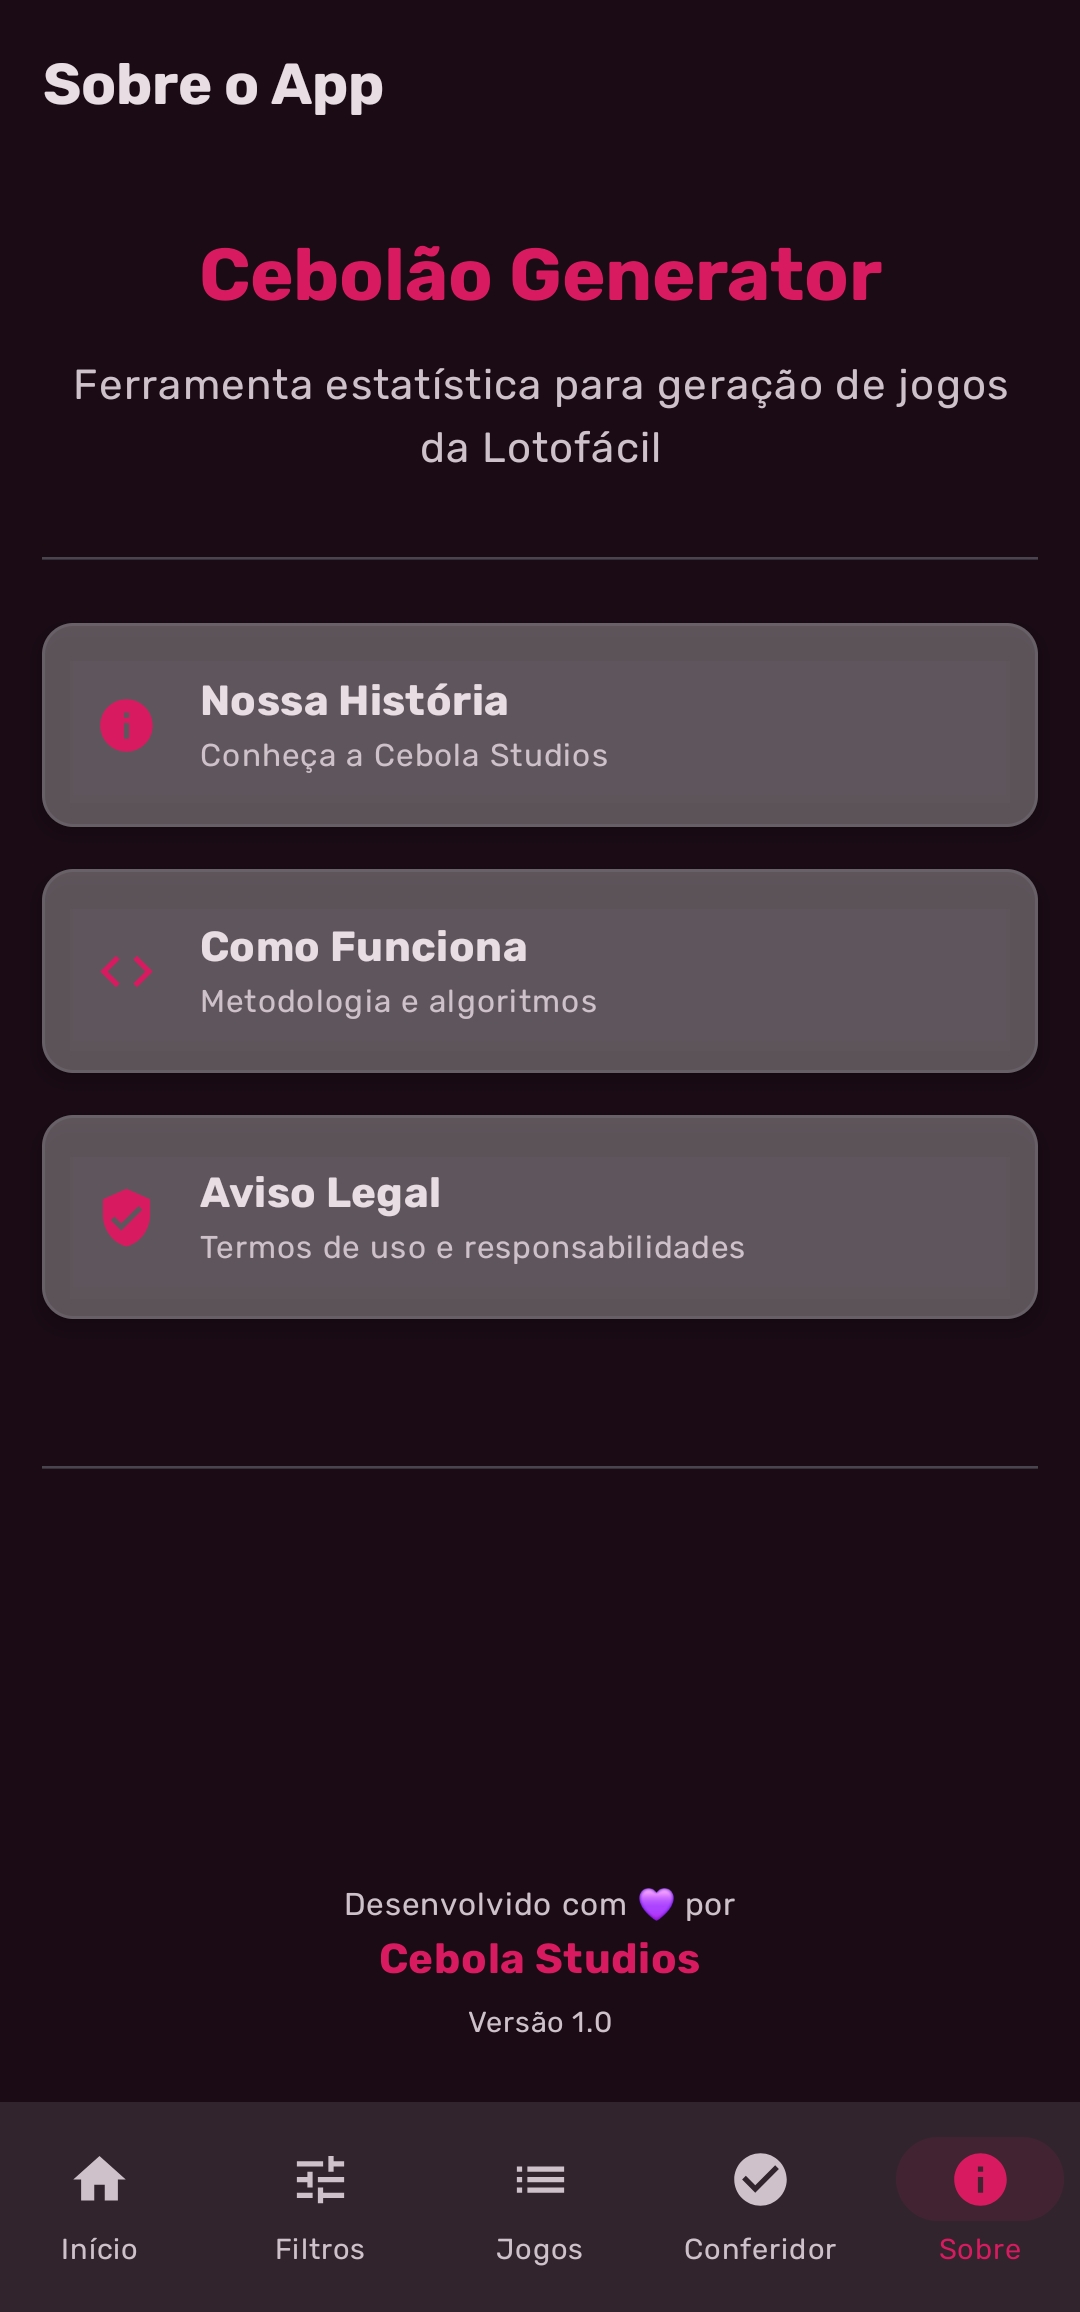 Sobre o App
Cebolão Generator
Ferramenta estatística para geração de jogos
da Lotofácil
Nossa História
Conheça a Cebola Studios
Como Funciona
Metodologia e algoritmos
Aviso Legal
Termos de uso e responsabilidades
Desenvolvido com 💜 por
Cebola Studios
Versão 1.0
Início Filtros Jogos Conferidor Sobre